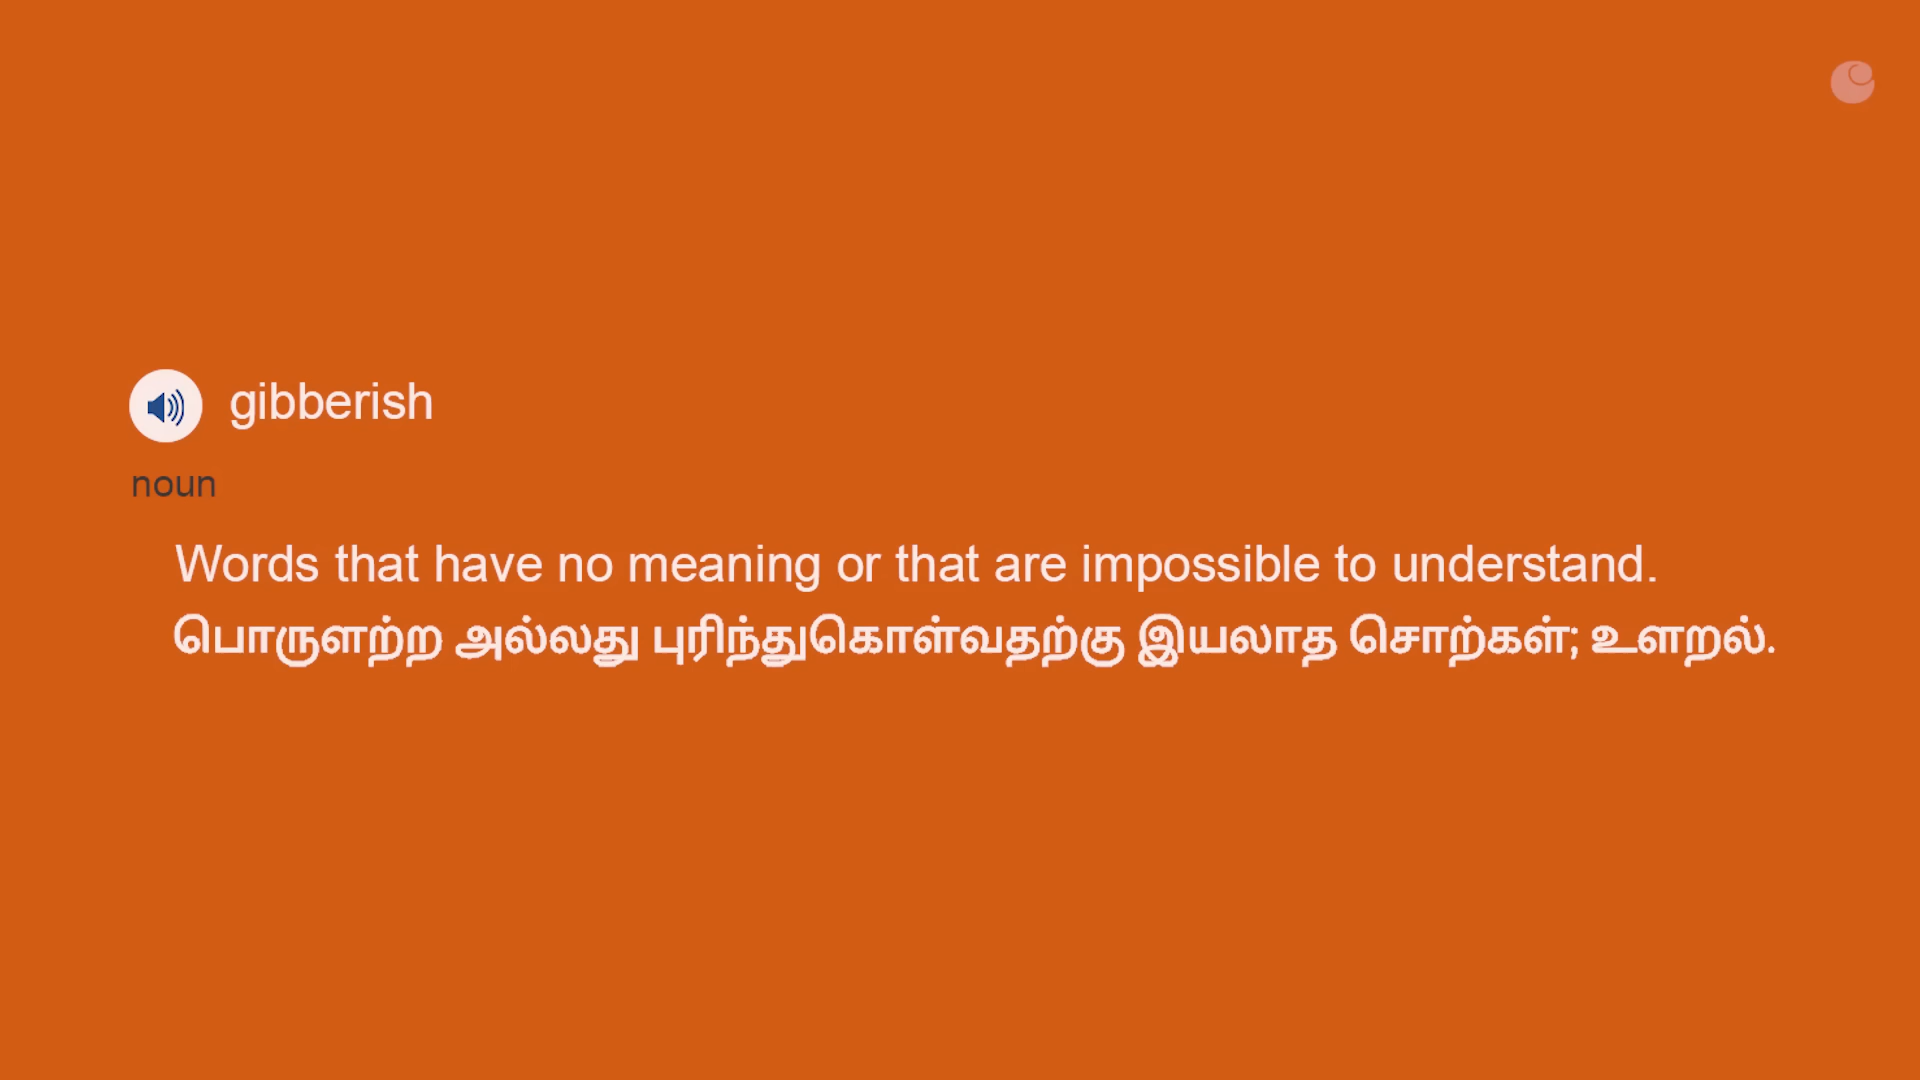 gibberish
noun
Words that have no meaning or that are impossible to understand.
பொருளற்ற அல்லது புரிந்துகொள்வதற்கு இயலாத சொற்கள்; உளறல்.